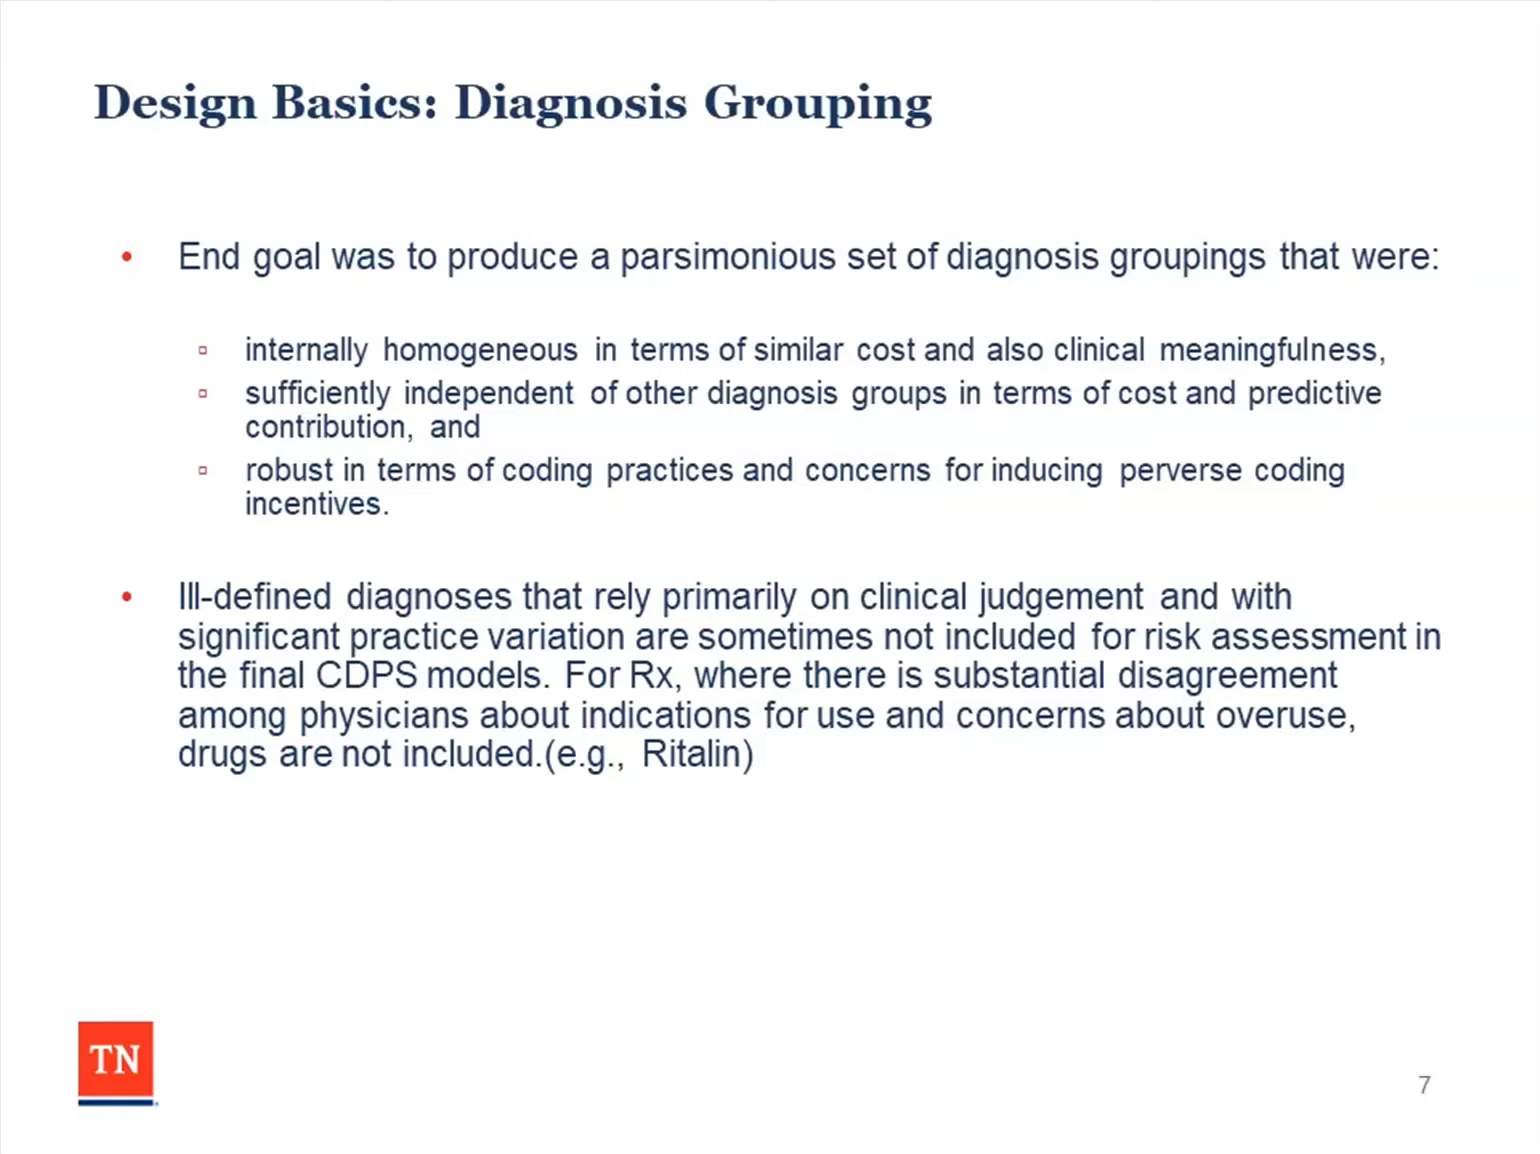 Design Basics: Diagnosis Grouping
• End goal was to produce a parsimonious set of diagnosis groupings that were:
▫ internally homogeneous in terms of similar cost and also clinical meaningfulness,
▫ sufficiently independent of other diagnosis groups in terms of cost and predictive
contribution, and
▫ robust in terms of coding practices and concerns for inducing perverse coding
incentives.
• Ill-defined diagnoses that rely primarily on clinical judgement and with
significant practice variation are sometimes not included for risk assessment in
the final CDPS models. For Rx, where there is substantial disagreement
among physicians about indications for use and concerns about overuse,
drugs are not included.(e.g., Ritalin)
TN
7